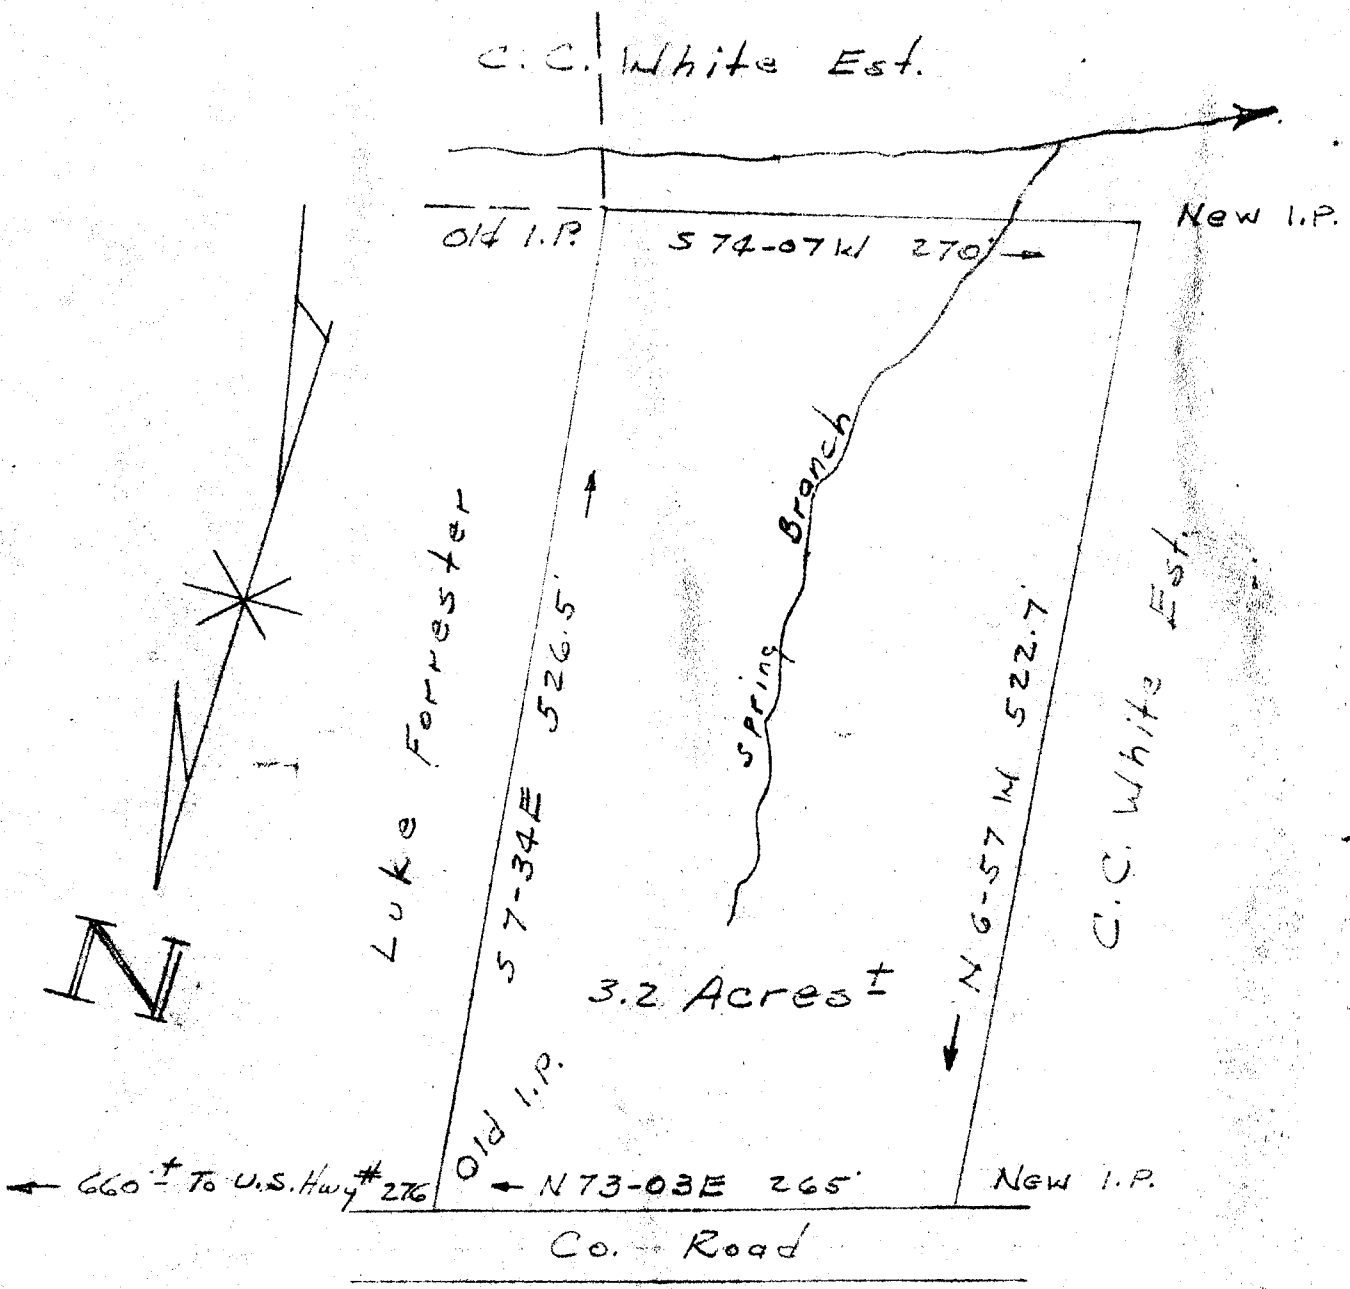 C. C. White Est.
Old I.P.
S 74-07 W 270'
New I.P.
Luke Forrester
S 7-34 E 526.5'
Spring Branch
N 6-57 W 522.7'
C.C. White Est.
N
3.2 Acres ±
Old I.P.
660'± To U.S. Hwy # 276
N 73-03 E 265'
New I.P.
Co. Road